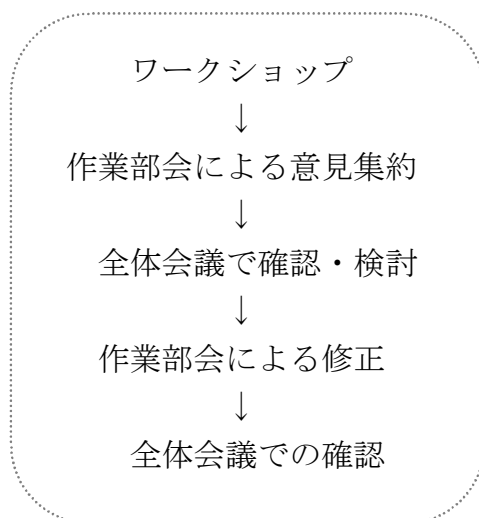 ワークショップ
↓
作業部会による意見集約
↓
全体会議で確認・検討
↓
作業部会による修正
↓
全体会議での確認